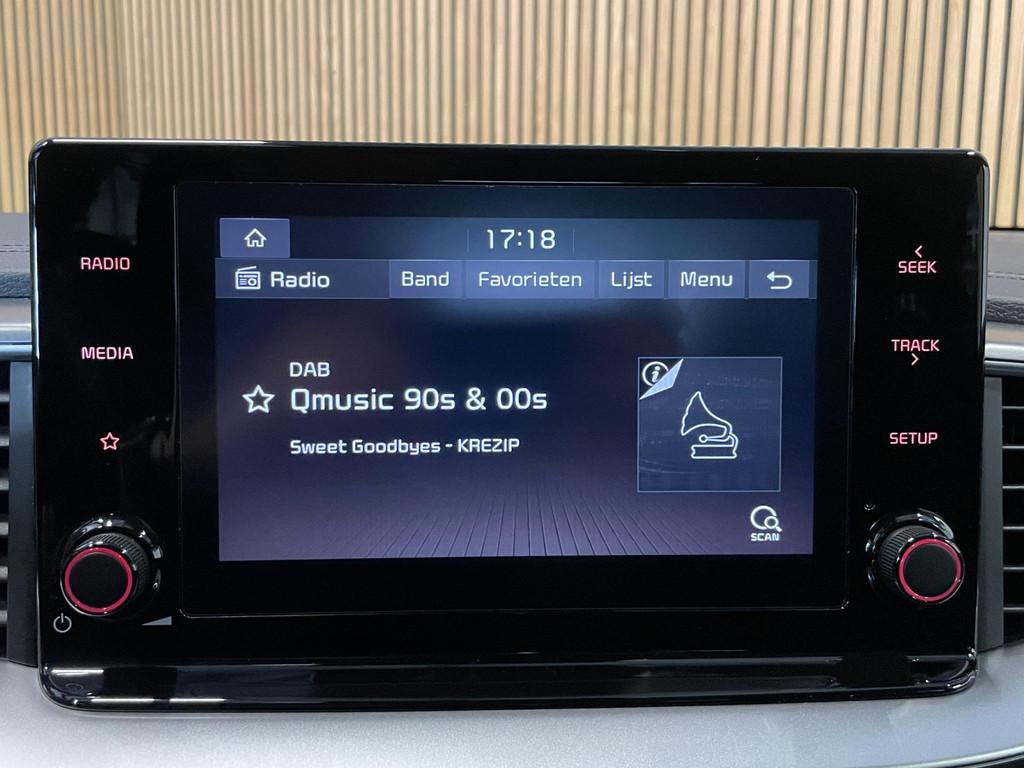 17:18
Radio Band Favorieten Lijst Menu
RADIO
SEEK
MEDIA
TRACK
DAB
Qmusic 90s & 00s
Sweet Goodbyes - KREZIP
SETUP
SCAN